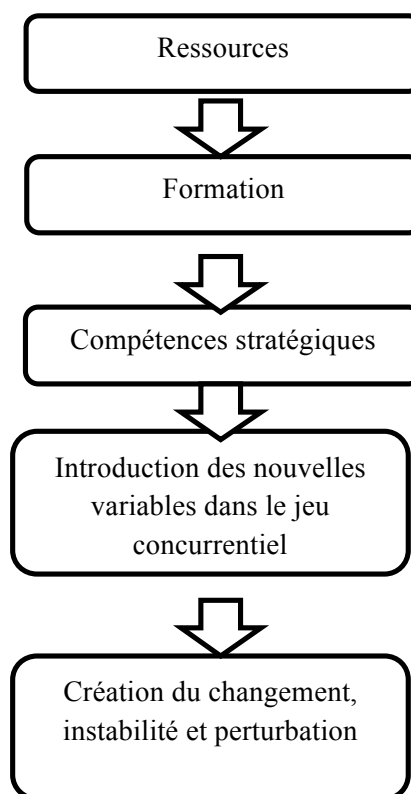 Ressources
Formation
Compétences stratégiques
Introduction des nouvelles
variables dans le jeu
concurrentiel
Création du changement,
instabilité et perturbation